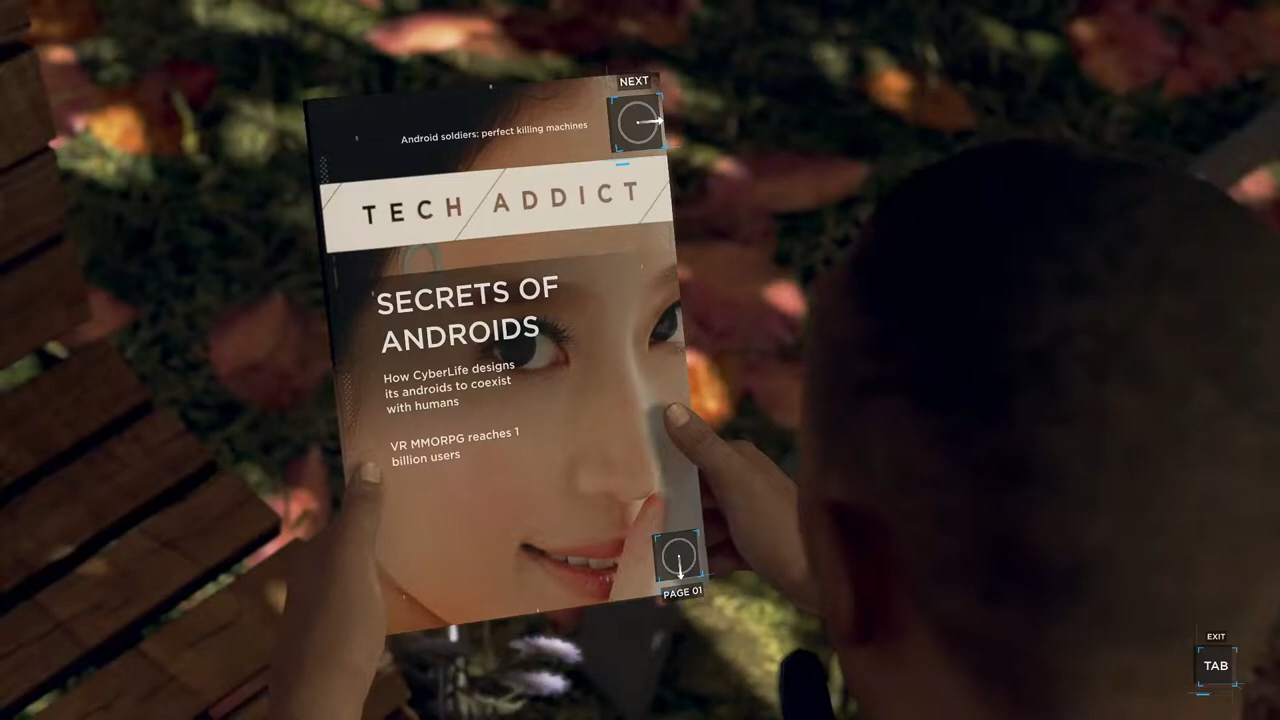 NEXT
Android soldiers: perfect killing machines
TECH ADDICT
SECRETS OF
ANDROIDS
How CyberLife designs
its androids to coexist
with humans
VR MMORPG reaches 1
billion users
PAGE 01
EXIT
TAB